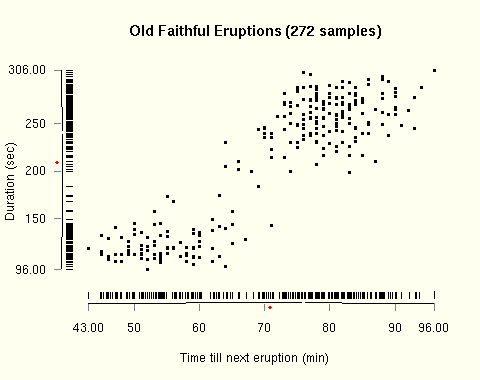 Old Faithful Eruptions (272 samples)
306.00
250
200
150
96.00
Duration (sec)
43.00 50 60 70 80 90 96.00
Time till next eruption (min)